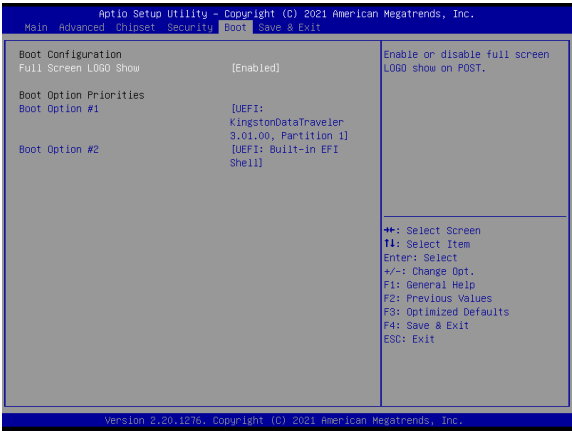 Aptio Setup Utility – Copyright (C) 2021 American Megatrends, Inc.
Main Advanced Chipset Security Boot Save & Exit
Boot Configuration
Full Screen LOGO Show [Enabled]
Boot Option Priorities
Boot Option #1 [UEFI:
KingstonDataTraveler
3.01.00, Partition 1]
Boot Option #2 [UEFI: Built-in EFI
Shell]
Enable or disable full screen
LOGO show on POST.
→←: Select Screen
↑↓: Select Item
Enter: Select
+/-: Change Opt.
F1: General Help
F2: Previous Values
F3: Optimized Defaults
F4: Save & Exit
ESC: Exit
Version 2.20.1276. Copyright (C) 2021 American Megatrends, Inc.